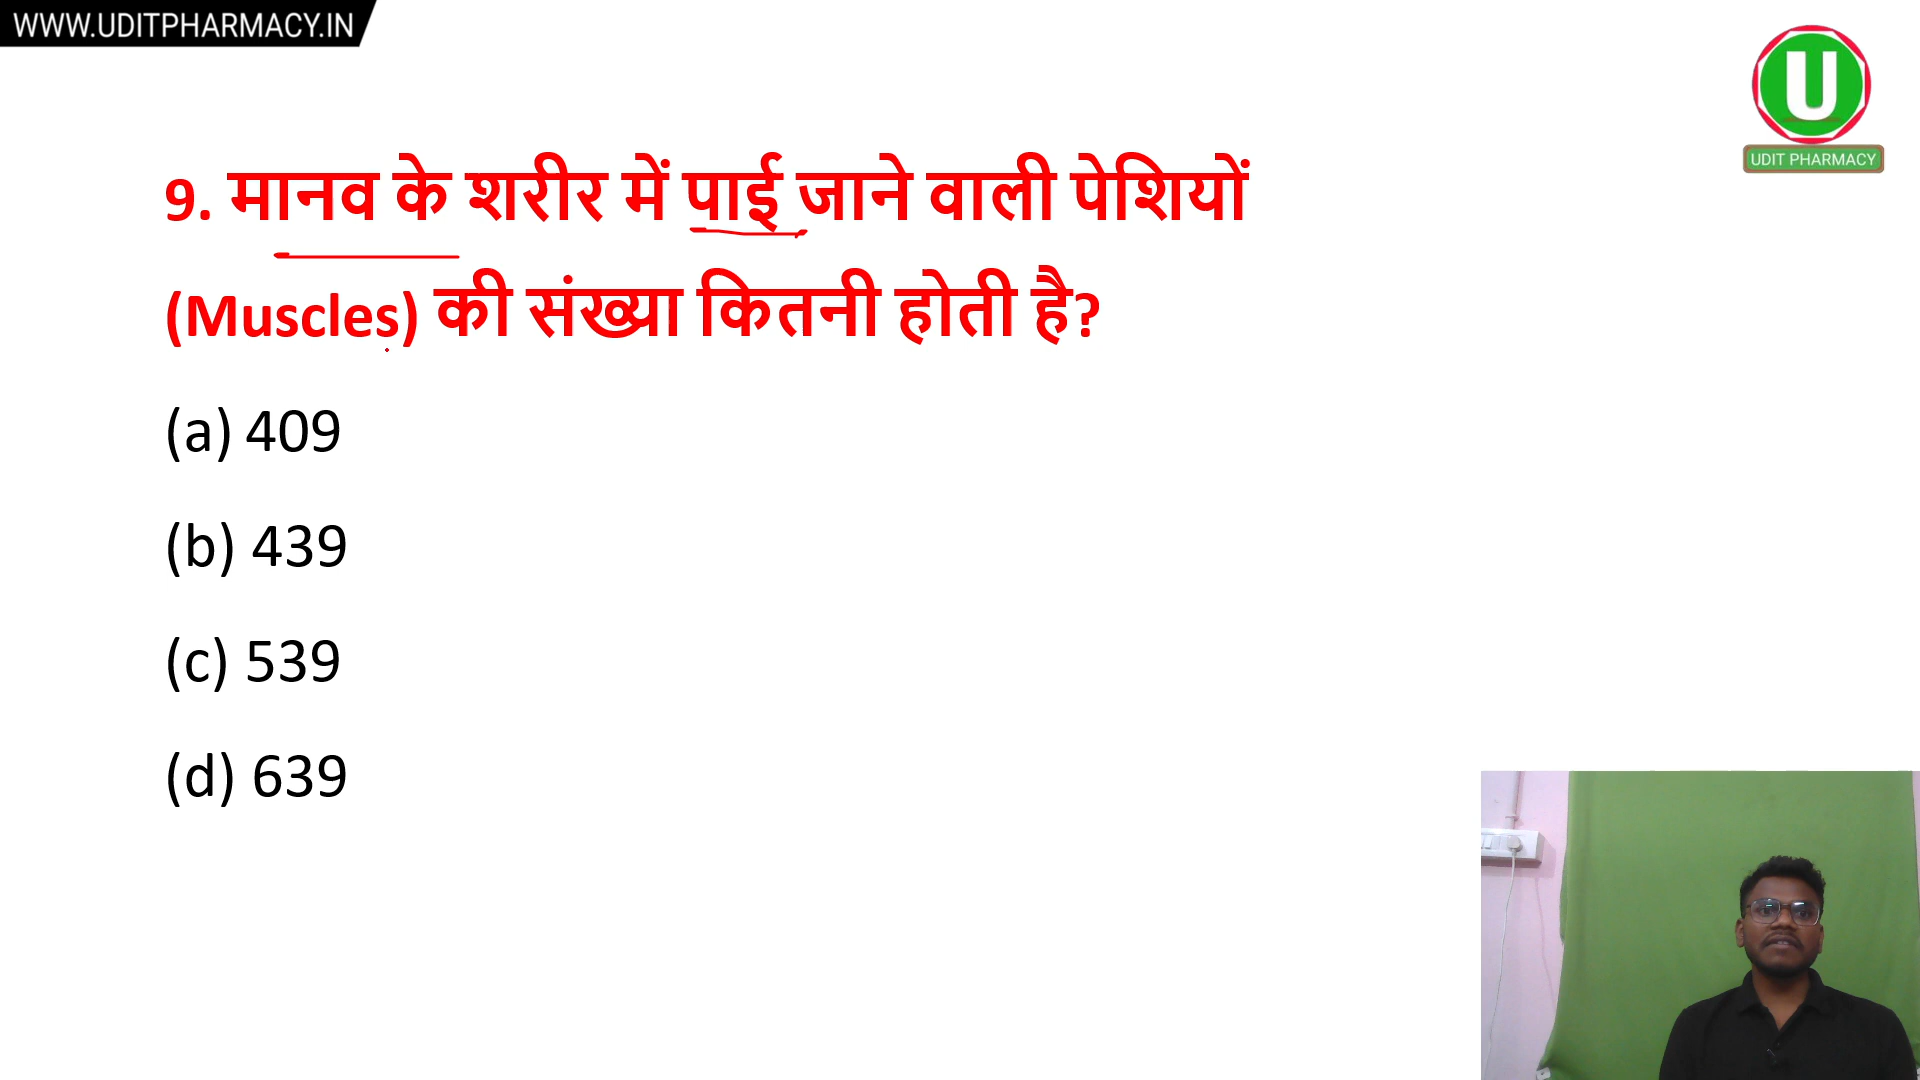 WWW.UDITPHARMACY.IN
U
UDIT PHARMACY
9. मानव के शरीर में पाई जाने वाली पेशियों
(Muscles) की संख्या कितनी होती है?
(a) 409
(b) 439
(c) 539
(d) 639